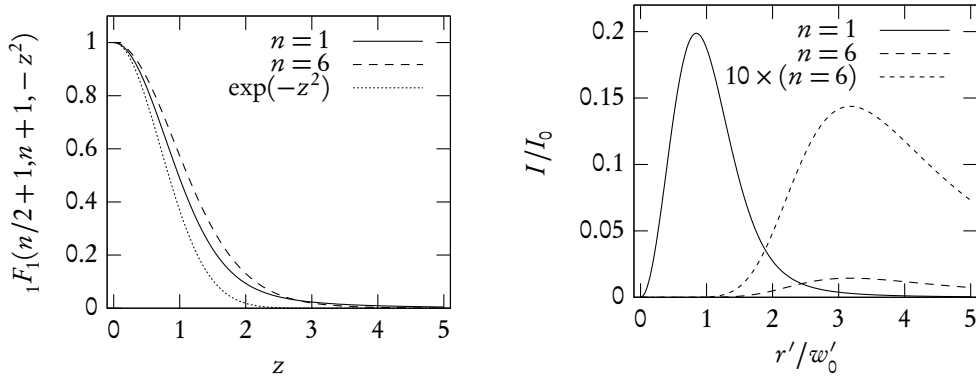 ₁F₁(n/2+1,n+1,−z²)
1
0.8
0.6
0.4
0.2
0
n = 1
n = 6
exp(−z²)
0 1 2 3 4 5
z
I/I₀
0.2
0.15
0.1
0.05
0
n = 1
n = 6
10 × (n = 6)
0 1 2 3 4 5
r′/w′₀